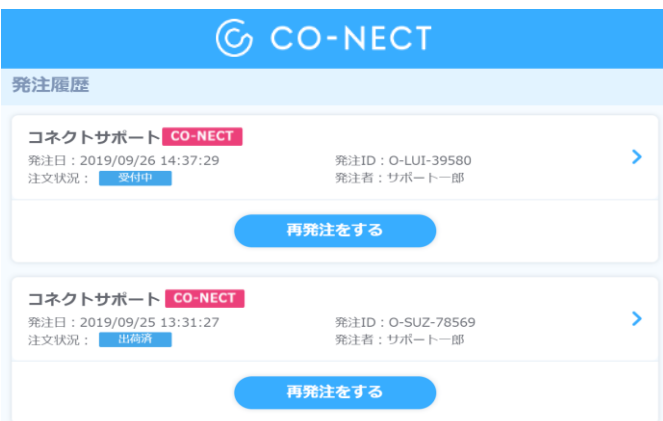 CO-NECT
発注履歴
コネクトサポート CO-NECT
発注日：2019/09/26 14:37:29 発注ID：O-LUI-39580
注文状況： 受付中 発注者：サポート一郎
再発注をする
コネクトサポート CO-NECT
発注日：2019/09/25 13:31:27 発注ID：O-SUZ-78569
注文状況： 出荷済 発注者：サポート一郎
再発注をする